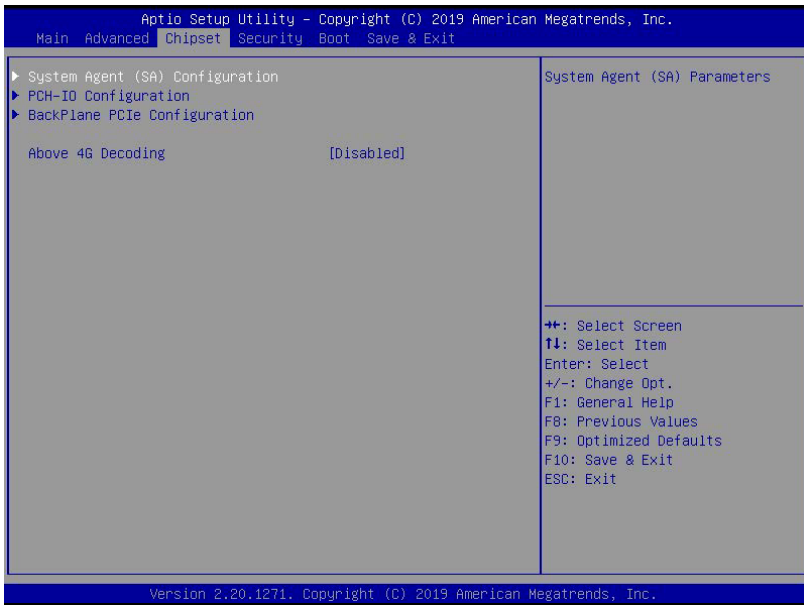 Aptio Setup Utility – Copyright (C) 2019 American Megatrends, Inc.
Main Advanced Chipset Security Boot Save & Exit
System Agent (SA) Configuration
PCH-IO Configuration
BackPlane PCIe Configuration
Above 4G Decoding [Disabled]
System Agent (SA) Parameters
→←: Select Screen
↑↓: Select Item
Enter: Select
+/-: Change Opt.
F1: General Help
F8: Previous Values
F9: Optimized Defaults
F10: Save & Exit
ESC: Exit
Version 2.20.1271. Copyright (C) 2019 American Megatrends, Inc.